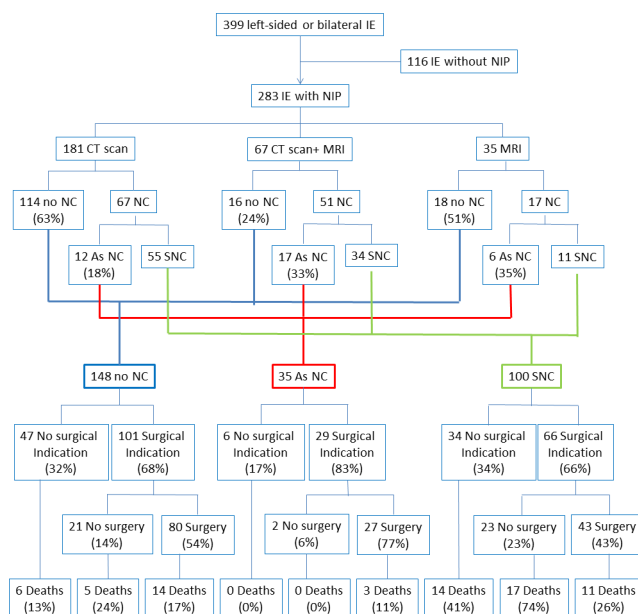 399 left-sided or bilateral IE
116 IE without NIP
283 IE with NIP
181 CT scan
67 CT scan+ MRI
35 MRI
114 no NC
(63%)
67 NC
16 no NC
(24%)
51 NC
18 no NC
(51%)
17 NC
12 As NC
(18%)
55 SNC
17 As NC
(33%)
34 SNC
6 As NC
(35%)
11 SNC
148 no NC
35 As NC
100 SNC
47 No surgical
Indication
(32%)
101 Surgical
Indication
(68%)
6 No surgical
Indication
(17%)
29 Surgical
Indication
(83%)
34 No surgical
Indication
(34%)
66 Surgical
Indication
(66%)
21 No surgery
(14%)
80 Surgery
(54%)
2 No surgery
(6%)
27 Surgery
(77%)
23 No surgery
(23%)
43 Surgery
(43%)
6 Deaths
(13%)
5 Deaths
(24%)
14 Deaths
(17%)
0 Deaths
(0%)
0 Deaths
(0%)
3 Deaths
(11%)
14 Deaths
(41%)
17 Deaths
(74%)
11 Deaths
(26%)